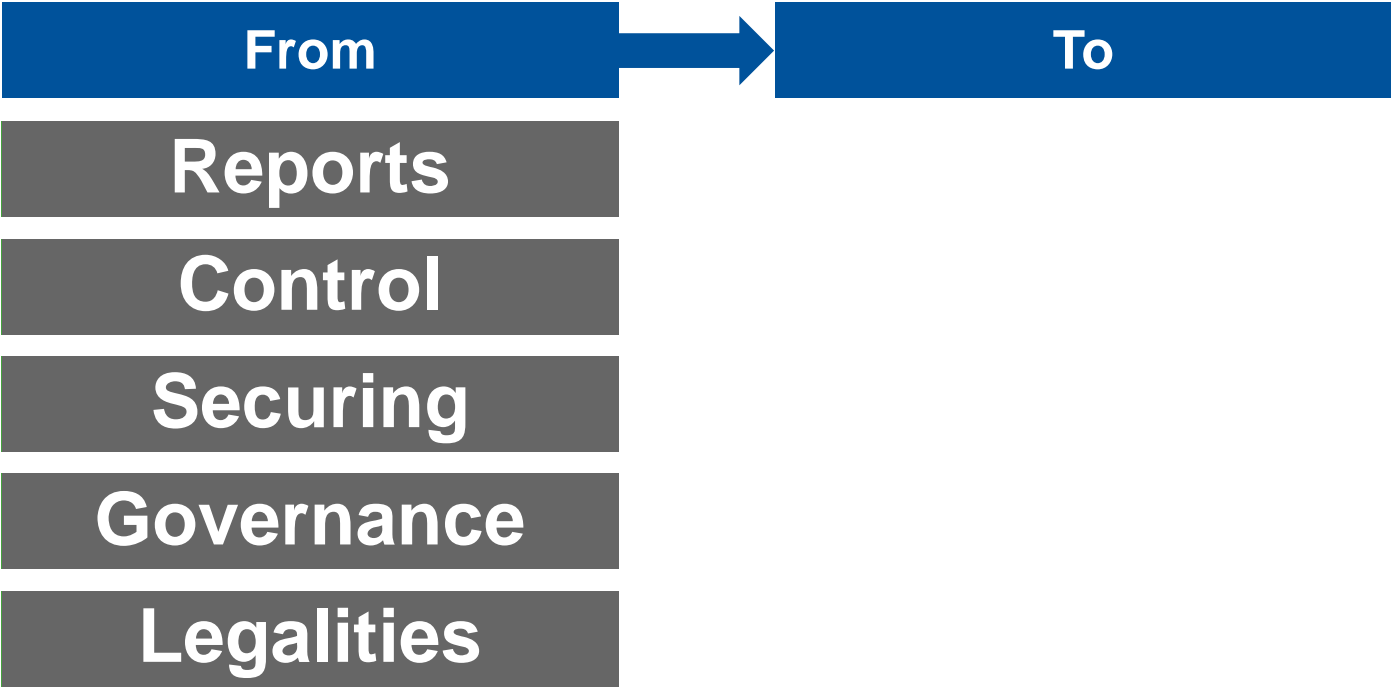 From
To
Reports
Control
Securing
Governance
Legalities